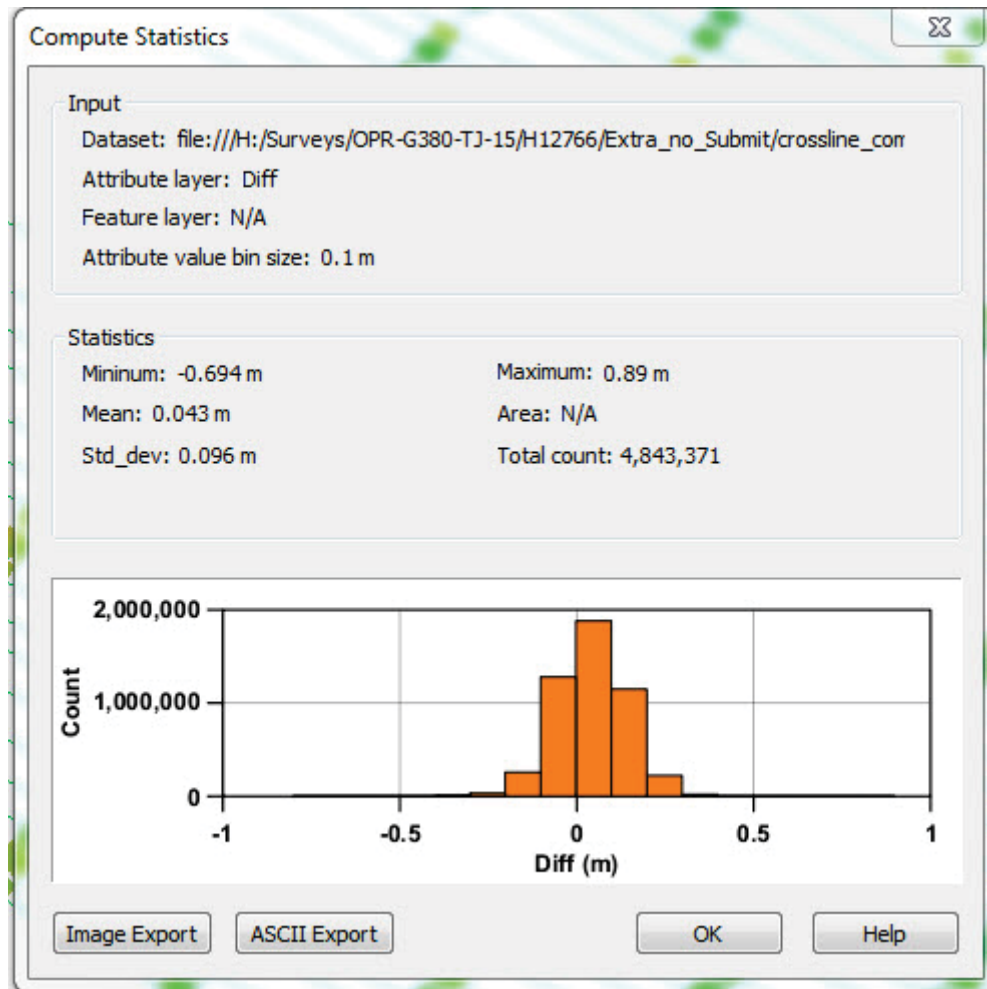 Compute Statistics
Input
Dataset: file:///H:/Surveys/OPR-G380-TJ-15/H12766/Extra_no_Submit/crossline_com
Attribute layer: Diff
Feature layer: N/A
Attribute value bin size: 0.1 m
Statistics
Mininum: -0.694 m
Maximum: 0.89 m
Mean: 0.043 m
Area: N/A
Std_dev: 0.096 m
Total count: 4,843,371
2,000,000
1,000,000
0
Count
-1
-0.5
0
0.5
1
Diff (m)
Image Export
ASCII Export
OK
Help